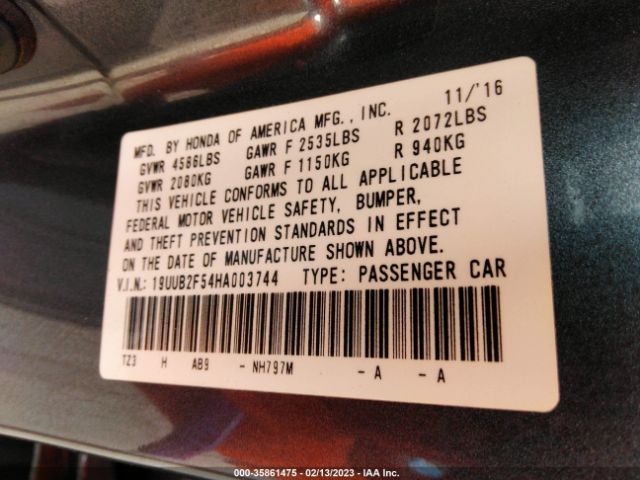 11/'16
MFD. BY HONDA OF AMERICA MFG., INC.
GVWR 4586LBS GAWR F 2535LBS R 2072LBS
GVWR 2080KG GAWR F 1150KG R 940KG
THIS VEHICLE CONFORMS TO ALL APPLICABLE
FEDERAL MOTOR VEHICLE SAFETY, BUMPER,
AND THEFT PREVENTION STANDARDS IN EFFECT
ON THE DATE OF MANUFACTURE SHOWN ABOVE.
V.I.N.: 19UUB2F54HA003744 TYPE: PASSENGER CAR
TZ3 H AB9 - NH797M - A - A
000-35861475 | 02/13/2023 | IAA Inc.